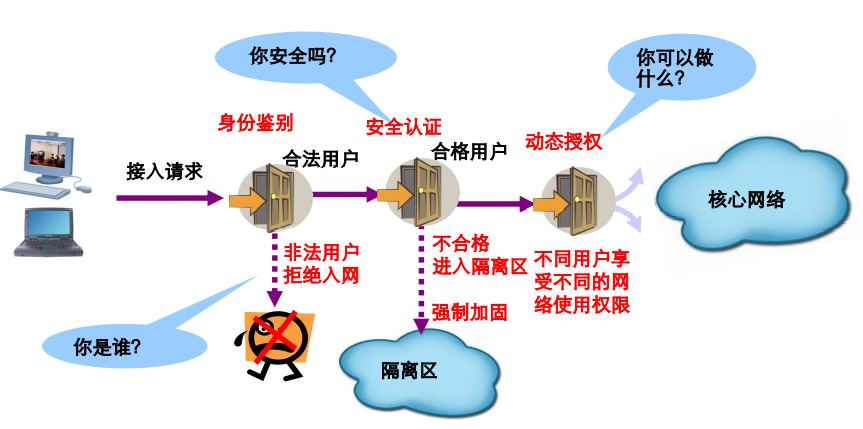 你安全吗?
你可以做
什么?
身份鉴别
安全认证
动态授权
接入请求
合法用户
合格用户
核心网络
非法用户
拒绝入网
不合格
进入隔离区
强制加固
不同用户享
受不同的网
络使用权限
你是谁?
隔离区